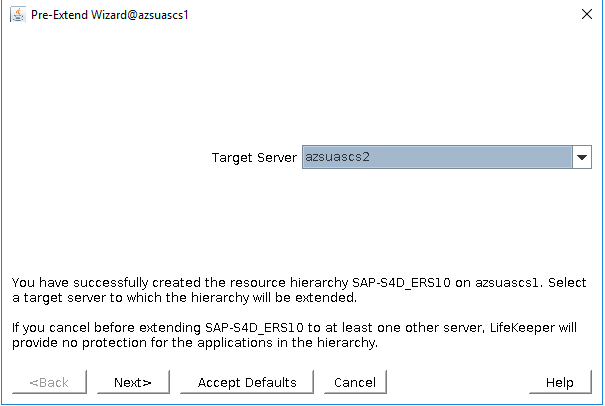 Pre-Extend Wizard@azsuascs1
Target Server azsuascs2
You have successfully created the resource hierarchy SAP-S4D_ERS10 on azsuascs1. Select
a target server to which the hierarchy will be extended.
If you cancel before extending SAP-S4D_ERS10 to at least one other server, LifeKeeper will
provide no protection for the applications in the hierarchy.
<Back Next> Accept Defaults Cancel Help